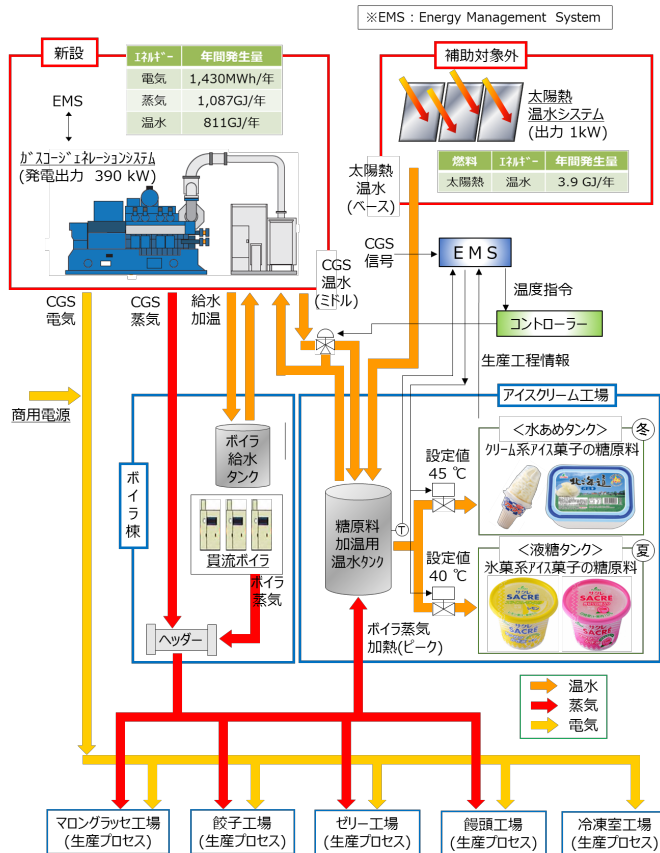 ※EMS：Energy Management System
新設
ｴﾈﾙｷﾞｰ 年間発生量
電気 1,430MWh/年
蒸気 1,087GJ/年
温水 811GJ/年
EMS
ｶﾞｽｺｰｼﾞｪﾈﾚｰｼｮﾝｼｽﾃﾑ
(発電出力 390 kW)
補助対象外
太陽熱
温水システム
(出力 1kW)
燃料 ｴﾈﾙｷﾞｰ 年間発生量
太陽熱 温水 3.9 GJ/年
太陽熱
温水
(ベース)
CGS
温水
(ミドル)
CGS
信号
EMS
温度指令
コントローラー
生産工程情報
CGS
電気
CGS
蒸気
給水
加温
商用電源
ボイラ棟
ボイラ
給水
タンク
貫流ボイラ
ボイラ
蒸気
ヘッダー
アイスクリーム工場
糖原料
加温用
温水ﾀﾝｸ
T
設定値
45 ℃
設定値
40 ℃
＜水あめタンク＞
冬
ｸﾘｰﾑ系ｱｲｽ菓子の糖原料
北海道
＜液糖タンク＞
夏
氷菓系ｱｲｽ菓子の糖原料
サクレ
SACRE
レモン
サクレ
SACRE
ボイラ蒸気
加熱(ピーク)
温水
蒸気
電気
マロングラッセ工場
(生産プロセス)
餃子工場
(生産プロセス)
ゼリー工場
(生産プロセス)
饅頭工場
(生産プロセス)
冷凍室工場
(生産プロセス)